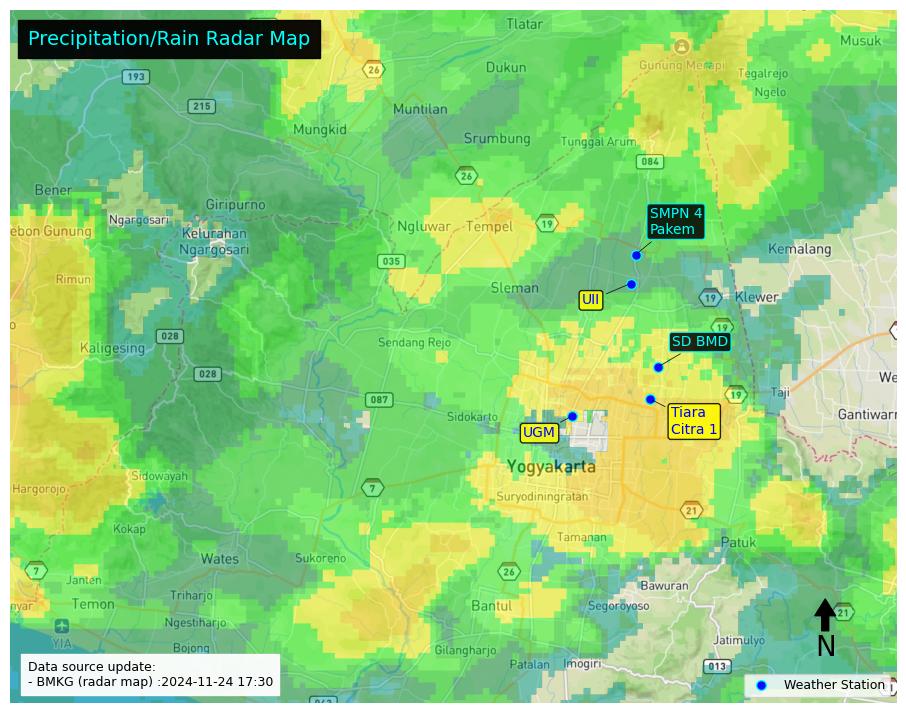 Precipitation/Rain Radar Map
Tlatar
Musuk
26
Gunung Merapi
193
Dukun
Tegalrejo
Ngelo
215
Muntilan
Mungkid
Srumbung
Tunggal Arum
084
26
Bener
Giripurno
Ngargosari
SMPN 4
Pakem
ebon Gunung
Kelurahan
Ngargosari
Ngluwar
Tempel
19
Kemalang
035
Rimun
Sleman
UII
19
Klewer
028
Kaligesing
Sendang Rejo
19
SD BMD
We
028
087
19
Taji
Sidokarto
Tiara
Citra 1
Gantiwarn
UGM
Yogyakarta
Sidowayah
Hargorojo
7
Suryodiningratan
21
Kokap
Tamanan
Patuk
Wates
Sukoreno
7
26
Janten
Bawuran
nyar
Temon
Triharjo
Bantul
Segoroyoso
21
Ngestiharjo
YIA
N
Jatimulyo
Bojong
Gilangharjo
Patalan
Imogiri
013
Data source update:
- BMKG (radar map) :2024-11-24 17:30
Weather Station